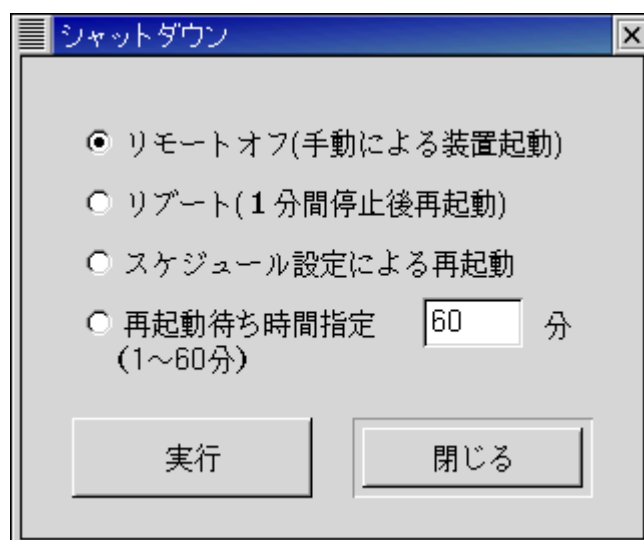 シャットダウン
リモートオフ(手動による装置起動)
リブート(1分間停止後再起動)
スケジュール設定による再起動
再起動待ち時間指定 60 分
(1～60分)
実行 閉じる